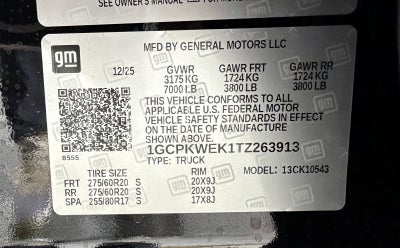 SEE OWNER'S MANUAL
gm
MFD BY GENERAL MOTORS LLC
12/25 GVWR GAWR FRT GAWR RR
3175 KG 1724 KG 1724 KG
7000 LB 3800 LB 3800 LB
THIS VEHICLE CONFORMS TO ALL
APPLICABLE U.S. FEDERAL MOTOR
VEHICLE SAFETY STANDARDS IN EFFECT
ON THE DATE OF MANUFACTURE
SHOWN ABOVE.
1GCPKWEK1TZ263913
TYPE: TRUCK
MODEL: 13CK10543
TIRE SIZE RIM
FRT 275/60R20 S 20X9J
RR 275/60R20 S 20X9J
SPA 255/80R17 S 17X8J